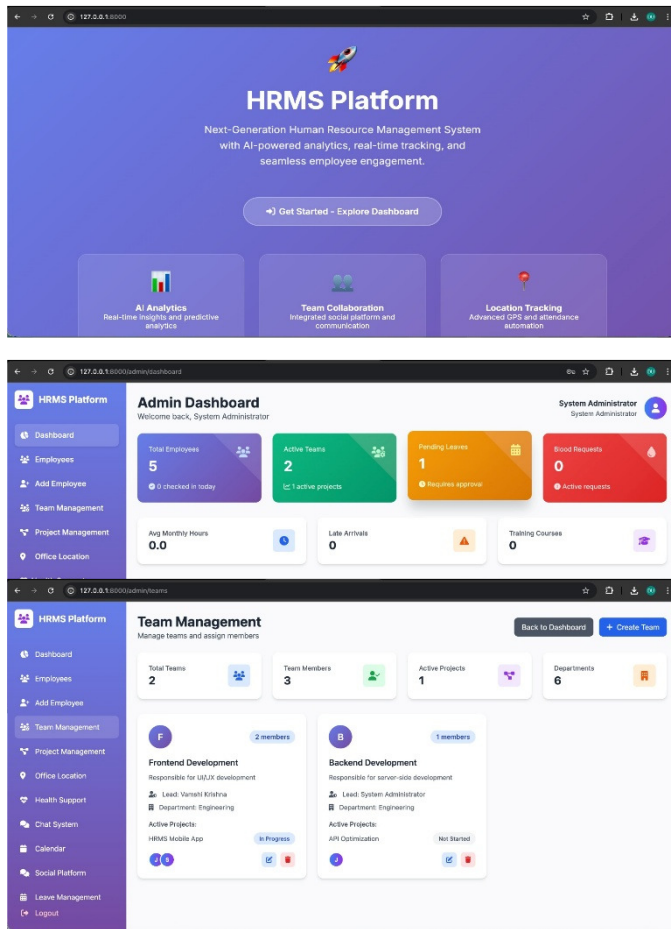 127.0.0.1:8000
HRMS Platform
Next-Generation Human Resource Management System
with AI-powered analytics, real-time tracking, and
seamless employee engagement.
Get Started - Explore Dashboard
AI Analytics
Real-time insights and predictive
analytics
Team Collaboration
Integrated social platform and
communication
Location Tracking
Advanced GPS and attendance
automation
127.0.0.1:8000/admin/dashboard
HRMS Platform
Dashboard
Employees
Add Employee
Team Management
Project Management
Office Location
Admin Dashboard
Welcome back, System Administrator
System Administrator
System Administrator
Total Employees
5
0 checked in today
Active Teams
2
1 active projects
Pending Leaves
1
Requires approval
Blood Requests
0
Active requests
Avg Monthly Hours
0.0
Late Arrivals
0
Training Courses
0
127.0.0.1:8000/admin/teams
HRMS Platform
Dashboard
Employees
Add Employee
Team Management
Project Management
Office Location
Health Support
Chat System
Calendar
Social Platform
Leave Management
Logout
Team Management
Manage teams and assign members
Back to Dashboard
+ Create Team
Total Teams
2
Team Members
3
Active Projects
1
Departments
6
F
2 members
Frontend Development
Responsible for UI/UX development
Lead: Vamshi Krishna
Department: Engineering
Active Projects:
HRMS Mobile App
In Progress
J S
B
1 members
Backend Development
Responsible for server-side development
Lead: System Administrator
Department: Engineering
Active Projects:
API Optimization
Not Started
J